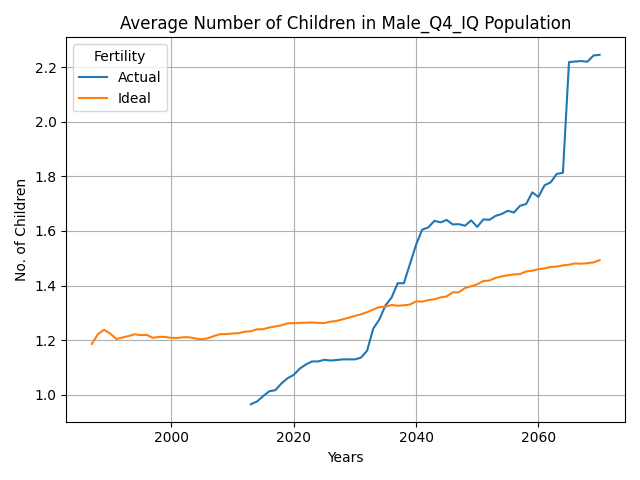 Average Number of Children in Male_Q4_IQ Population
Fertility
Actual
Ideal
2.2
2.0
1.8
1.6
1.4
1.2
1.0
No. of Children
2000
2020
2040
2060
Years